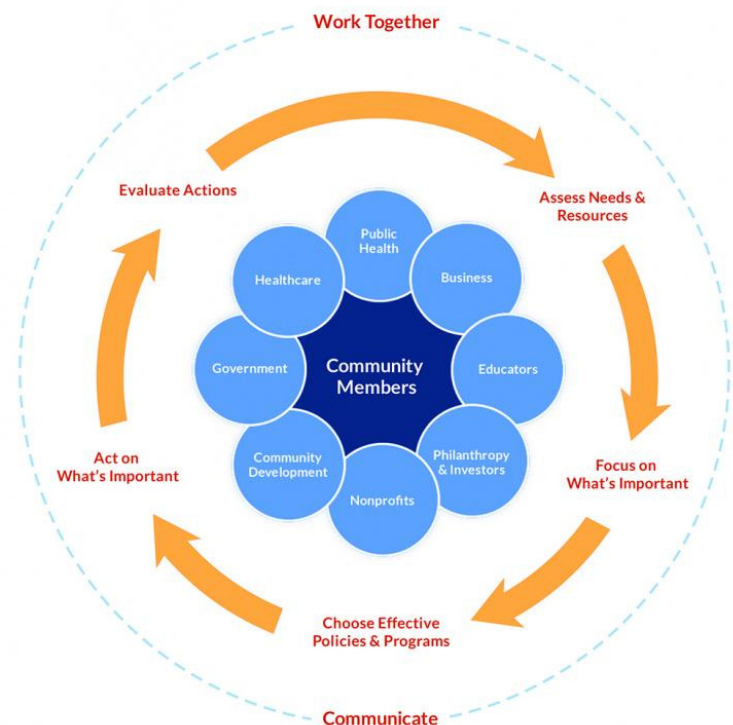 Work Together
Evaluate Actions
Assess Needs &
Resources
Public
Health
Healthcare
Business
Government
Community
Members
Educators
Community
Development
Philanthropy
& Investors
Nonprofits
Act on
What's Important
Focus on
What's Important
Choose Effective
Policies & Programs
Communicate